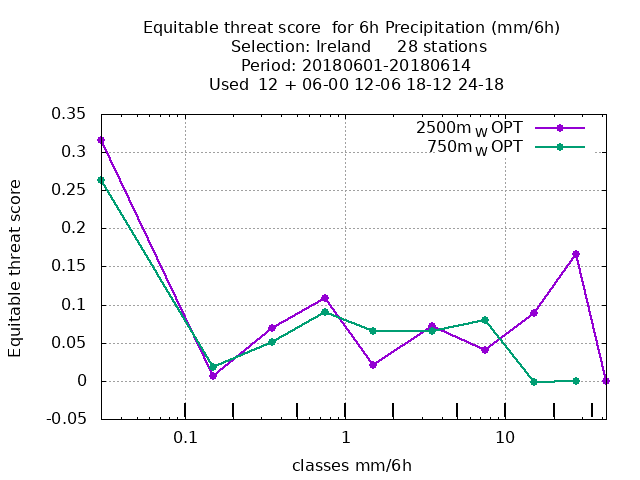 Equitable threat score  for 6h Precipitation (mm/6h)
Selection: Ireland     28 stations
Period: 20180601-20180614
Used  12 + 06-00 12-06 18-12 24-18
2500m W OPT
750m W OPT
0.35
0.3
0.25
0.2
0.15
0.1
0.05
0
-0.05
Equitable threat score
0.1
1
10
classes mm/6h